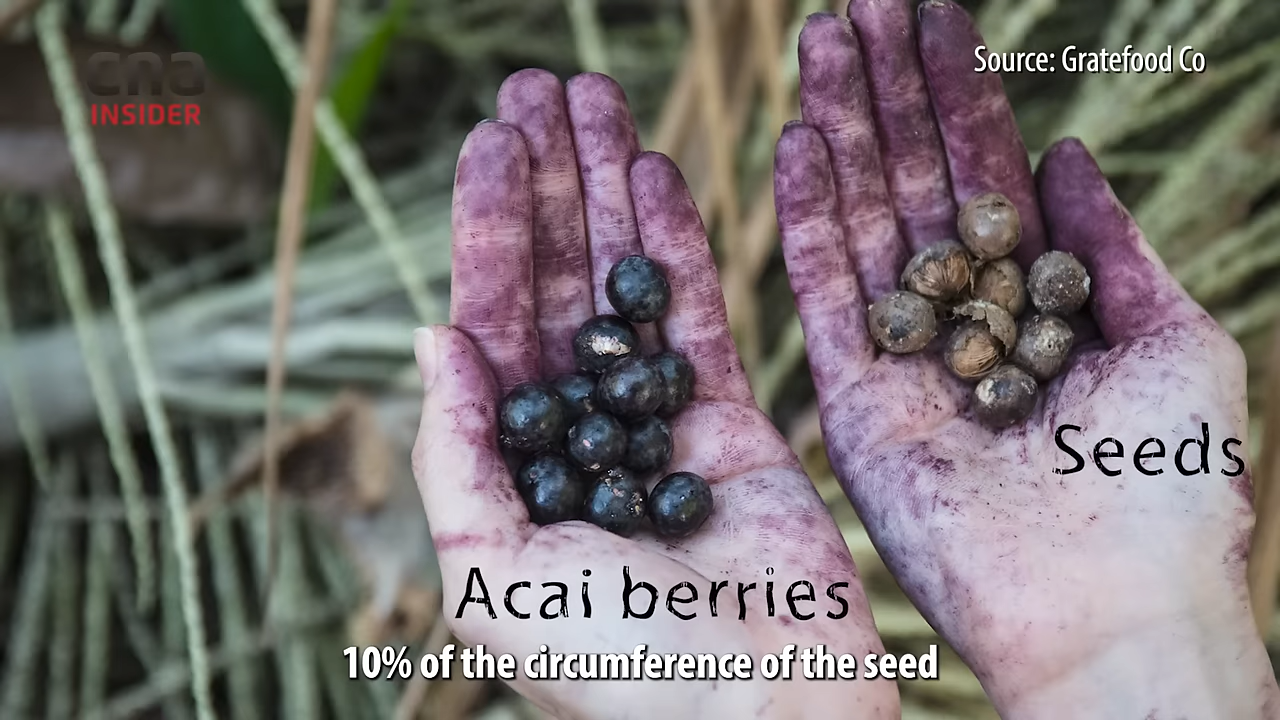 cna
INSIDER
Source: Gratefood Co
Seeds
Acai berries
10% of the circumference of the seed